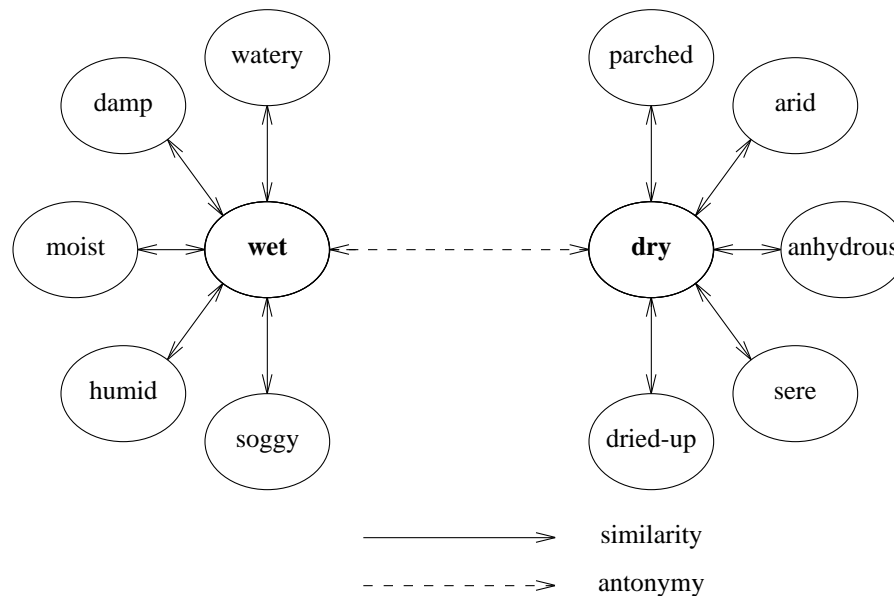 watery
parched
damp
arid
moist
wet
dry
anhydrous
humid
sere
soggy
dried-up
similarity
antonymy